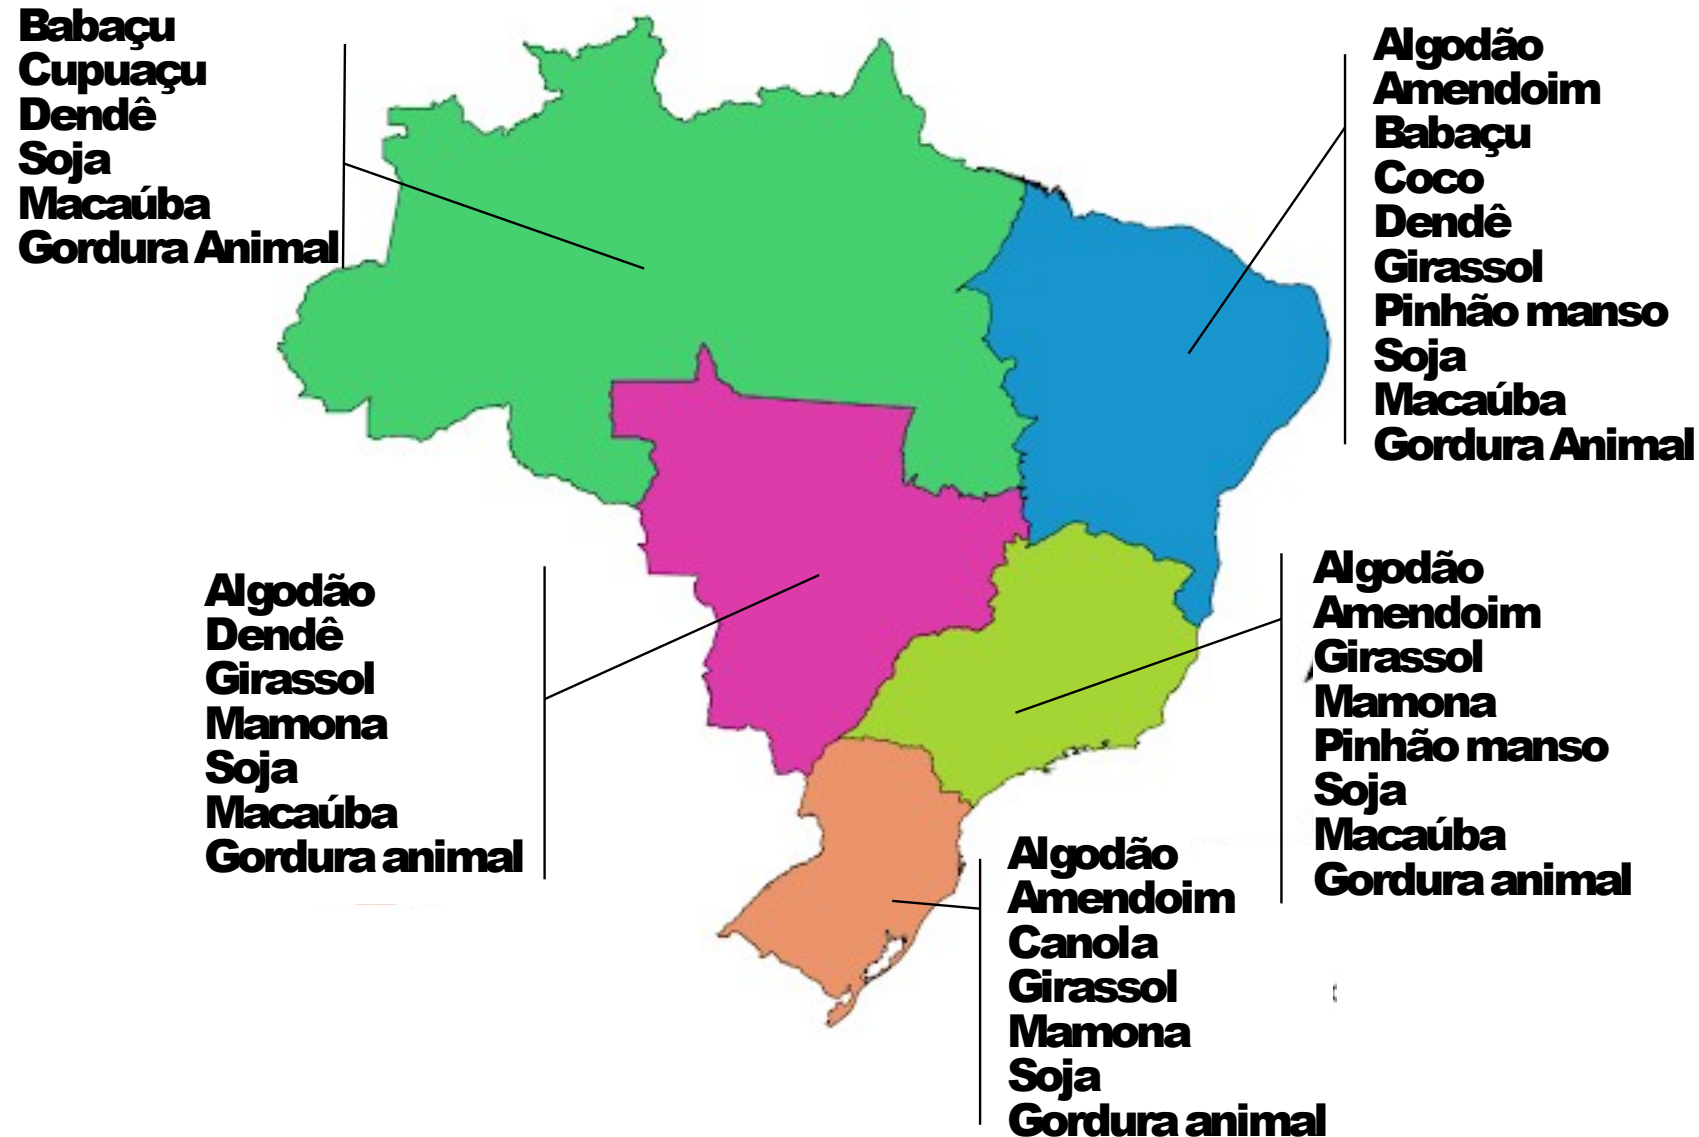 Babaçu
Cupuaçu
Dendê
Soja
Macaúba
Gordura Animal
Algodão
Amendoim
Babaçu
Coco
Dendê
Girassol
Pinhão manso
Soja
Macaúba
Gordura Animal
Algodão
Dendê
Girassol
Mamona
Soja
Macaúba
Gordura animal
Algodão
Amendoim
Girassol
Mamona
Pinhão manso
Soja
Macaúba
Gordura animal
Algodão
Amendoim
Canola
Girassol
Mamona
Soja
Gordura animal